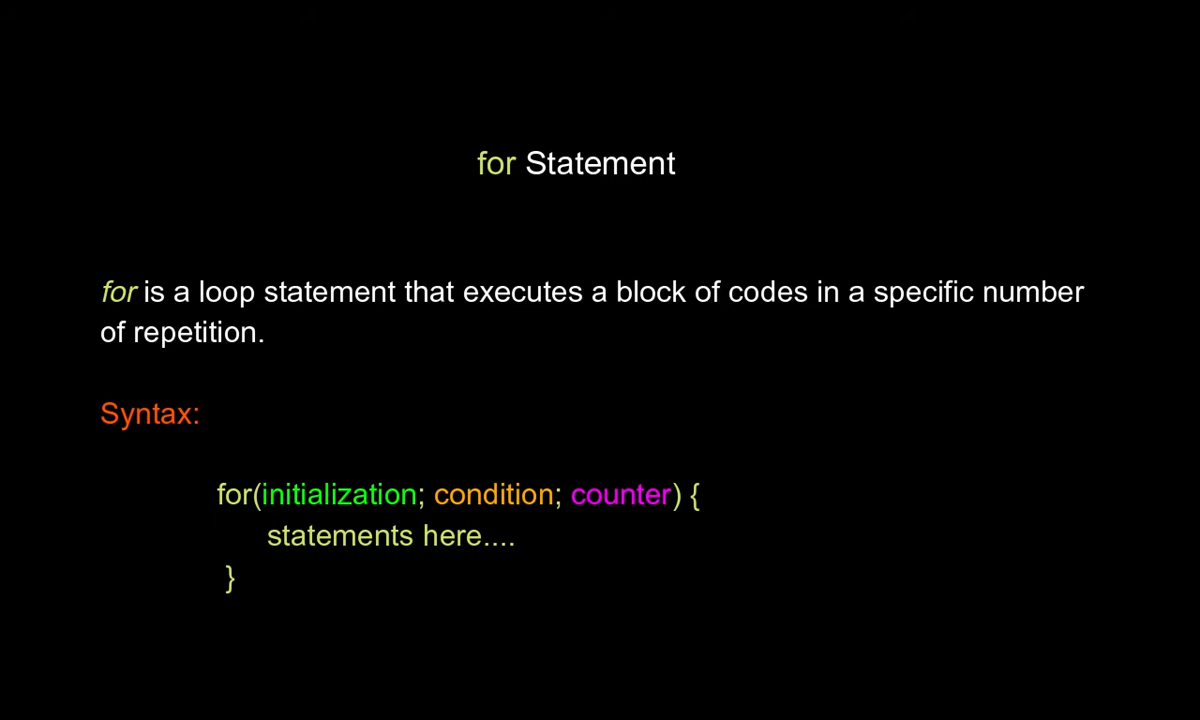 for Statement
for is a loop statement that executes a block of codes in a specific number
of repetition.
Syntax:
for(initialization; condition; counter) {
statements here....
}